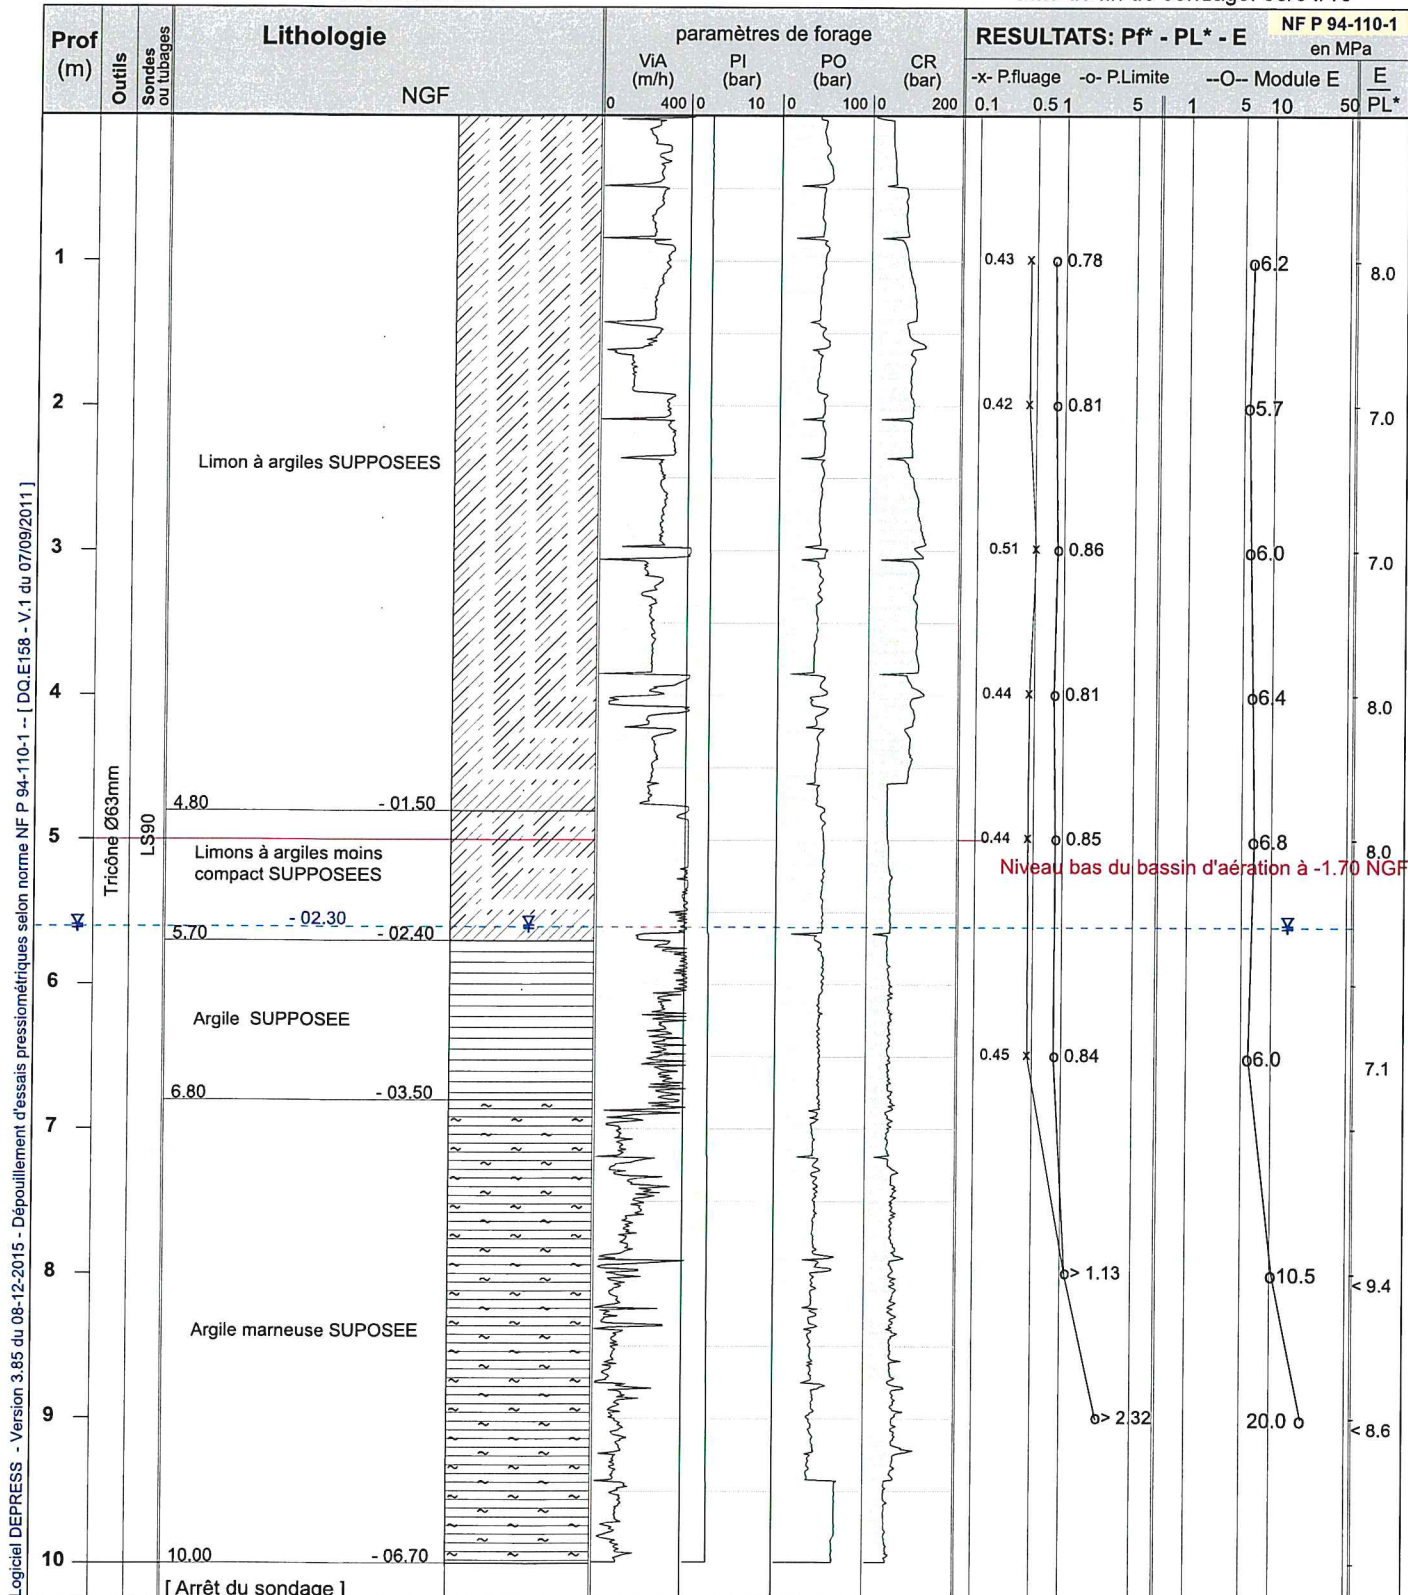 NF P 94-110-1
Prof
(m)
Outils
Sondes
ou tubages
Lithologie
NGF
paramètres de forage
ViA
(m/h)
PI
(bar)
PO
(bar)
CR
(bar)
0 400 0 10 0 100 0 200
RESULTATS: Pf* - PL* - E
en MPa
-x- P.fluage -o- P.Limite --O-- Module E
E
PL*
0.1 0.5 1 5 1 5 10 50
1
0.43 x o 0.78 6.2
8.0
2
0.42 x o 0.81 5.7
7.0
Limon à argiles SUPPOSEES
3
0.51 x o 0.86 6.0
7.0
4
0.44 x o 0.81 6.4
8.0
4.80 - 01.50
5
0.44 x o 0.85 6.8
8.0
Tricône Ø63mm
LS90
Limons à argiles moins
compact SUPPOSEES
Niveau bas du bassin d'aération à -1.70 NGF
- 02.30
5.70 - 02.40
6
Argile SUPPOSEE
0.45 x o 0.84 6.0
7.1
6.80 - 03.50
7
8
> 1.13 10.5
< 9.4
Argile marneuse SUPOSEE
9
> 2.32 20.0
< 8.6
10
10.00 - 06.70
[ Arrêt du sondage ]
Logiciel DEPRESS - Version 3.85 du 08-12-2015 - Dépouillement d'essais pressiométriques selon norme NF P 94-110-1 -- [ DQ.E158 - V.1 du 07/09/2011 ]